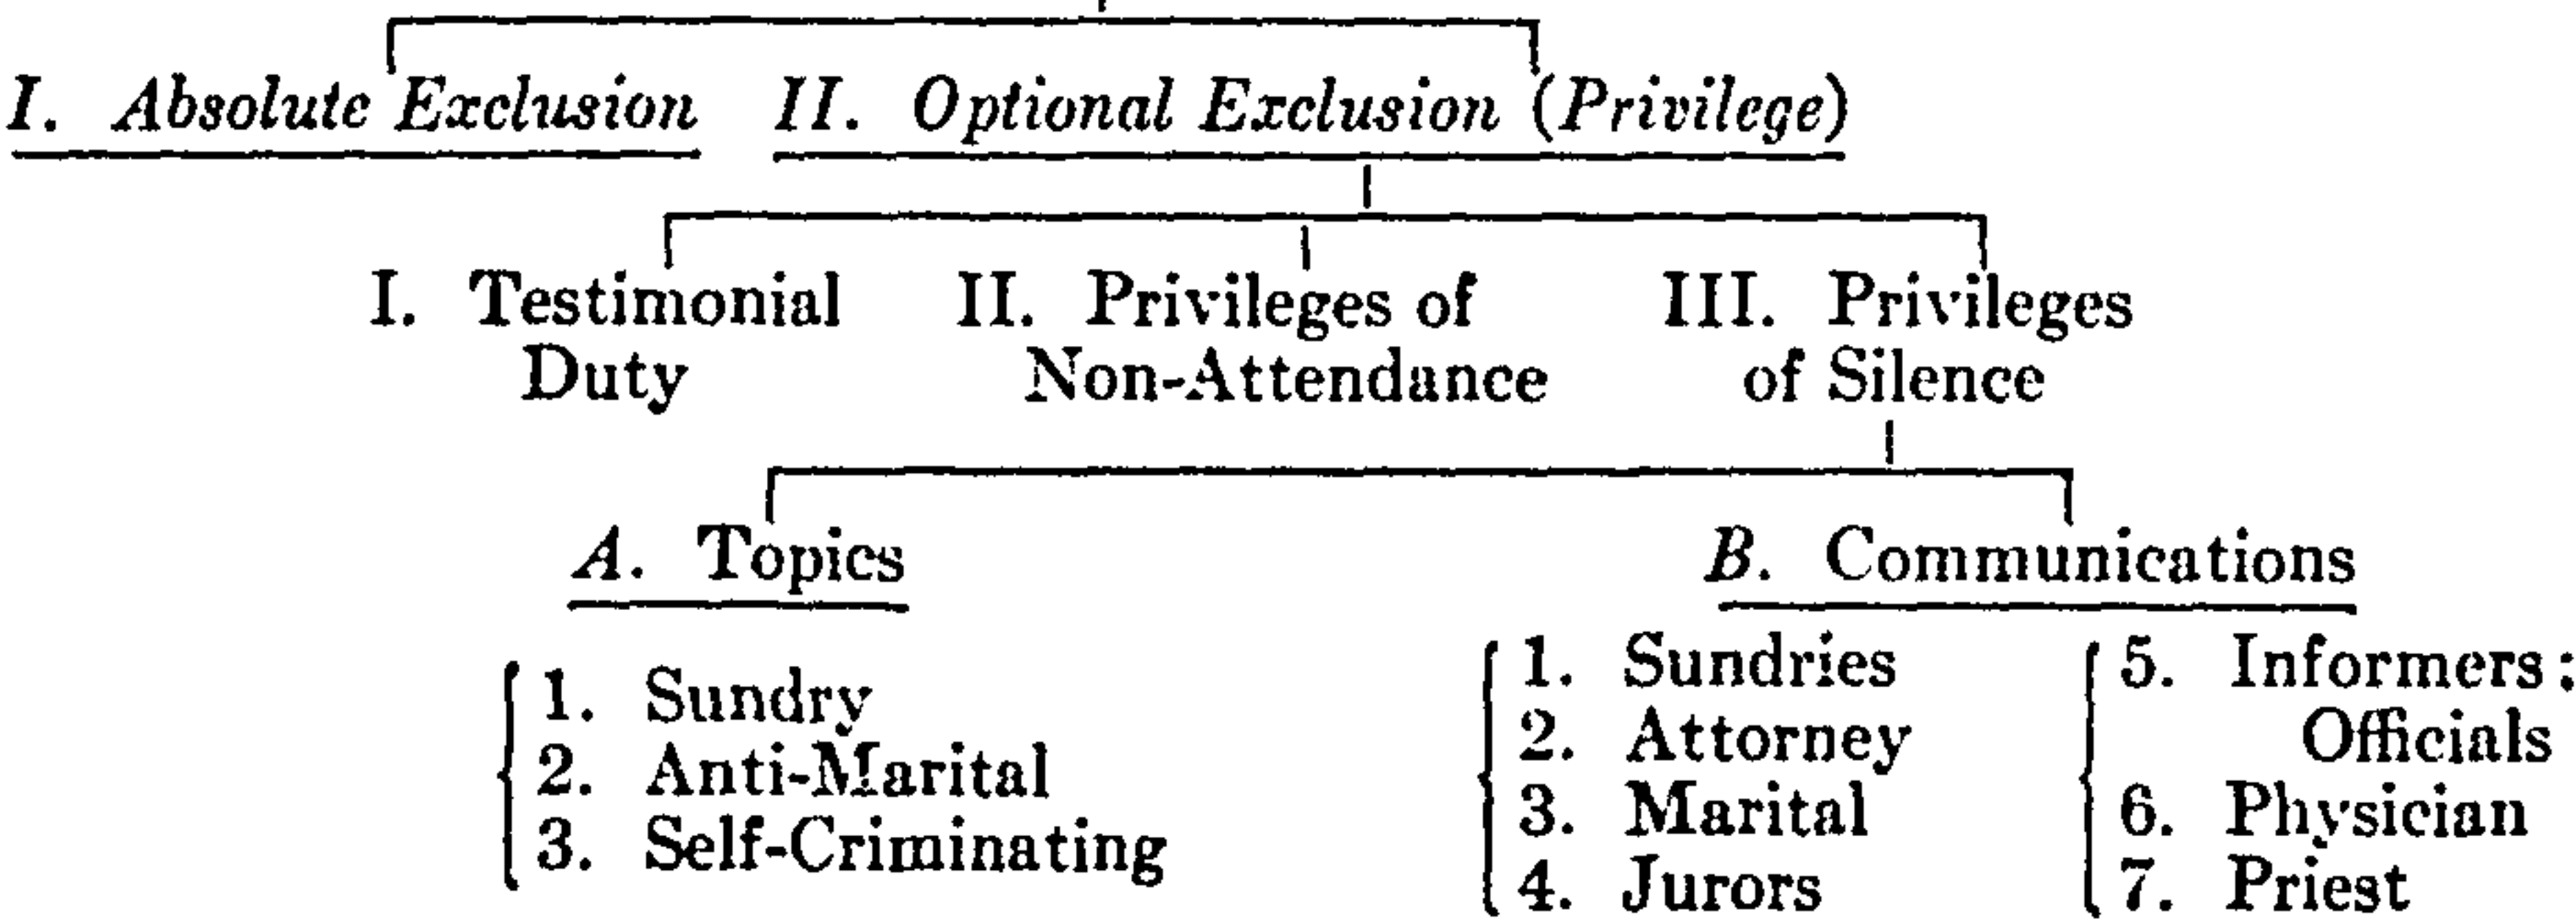 I. Absolute Exclusion II. Optional Exclusion (Privilege)
I. Testimonial Duty
II. Privileges of Non-Attendance
III. Privileges of Silence
A. Topics
1. Sundry
2. Anti-Marital
3. Self-Criminating
B. Communications
1. Sundries
2. Attorney
3. Marital
4. Jurors
5. Informers:
Officials
6. Physician
7. Priest